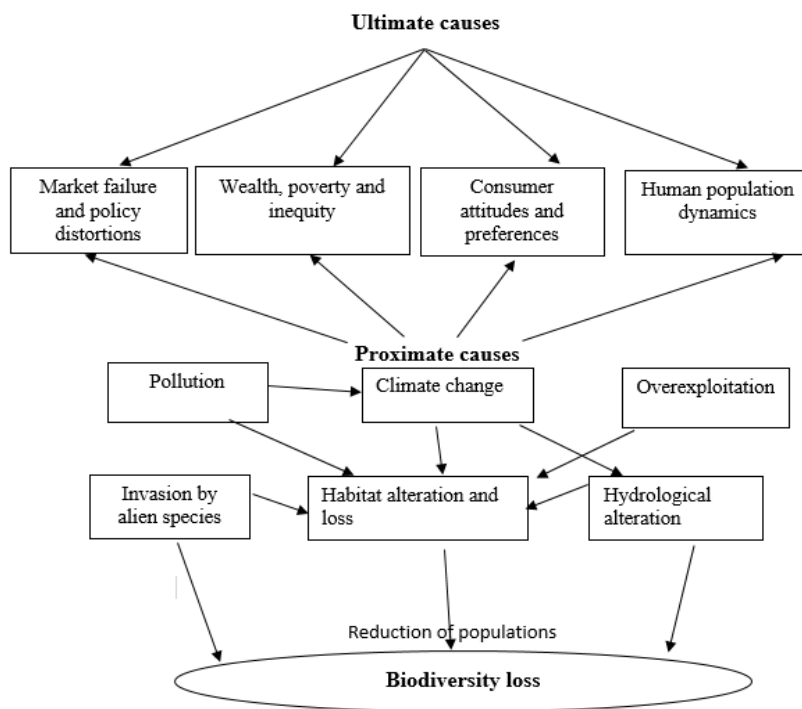 Ultimate causes
Market failure
and policy
distortions
Wealth, poverty and
inequity
Consumer
attitudes and
preferences
Human population
dynamics
Proximate causes
Pollution
Climate change
Overexploitation
Invasion by
alien species
Habitat alteration and
loss
Hydrological
alteration
Reduction of populations
Biodiversity loss